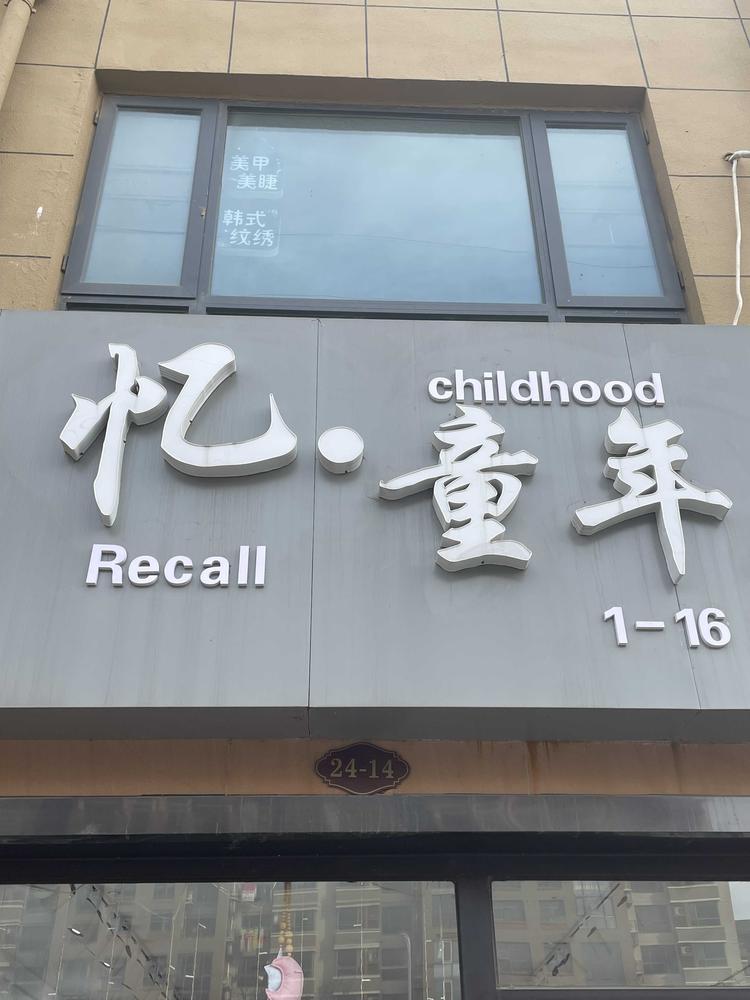 美甲
美睫
韩式
纹绣
childhood
忆·童年
Recall
1-16
24-14